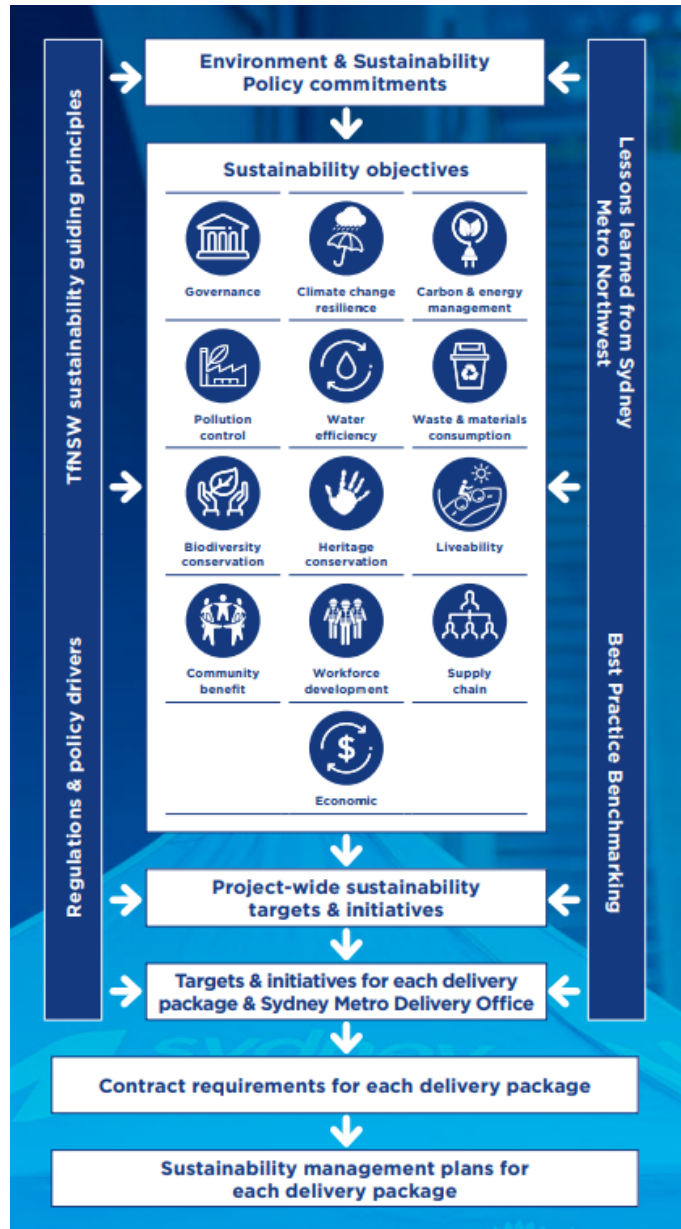 Environment & Sustainability
Policy commitments
TfNSW sustainability guiding principles
Regulations & policy drivers
Lessons learned from Sydney
Metro Northwest
Best Practice Benchmarking
Sustainability objectives
Governance
Climate change
resilience
Carbon & energy
management
Pollution
control
Water
efficiency
Waste & materials
consumption
Biodiversity
conservation
Heritage
conservation
Liveability
Community
benefit
Workforce
development
Supply
chain
$
Economic
Project-wide sustainability
targets & initiatives
Targets & initiatives for each delivery
package & Sydney Metro Delivery Office
sydney
Contract requirements for each delivery package
Sustainability management plans for
each delivery package